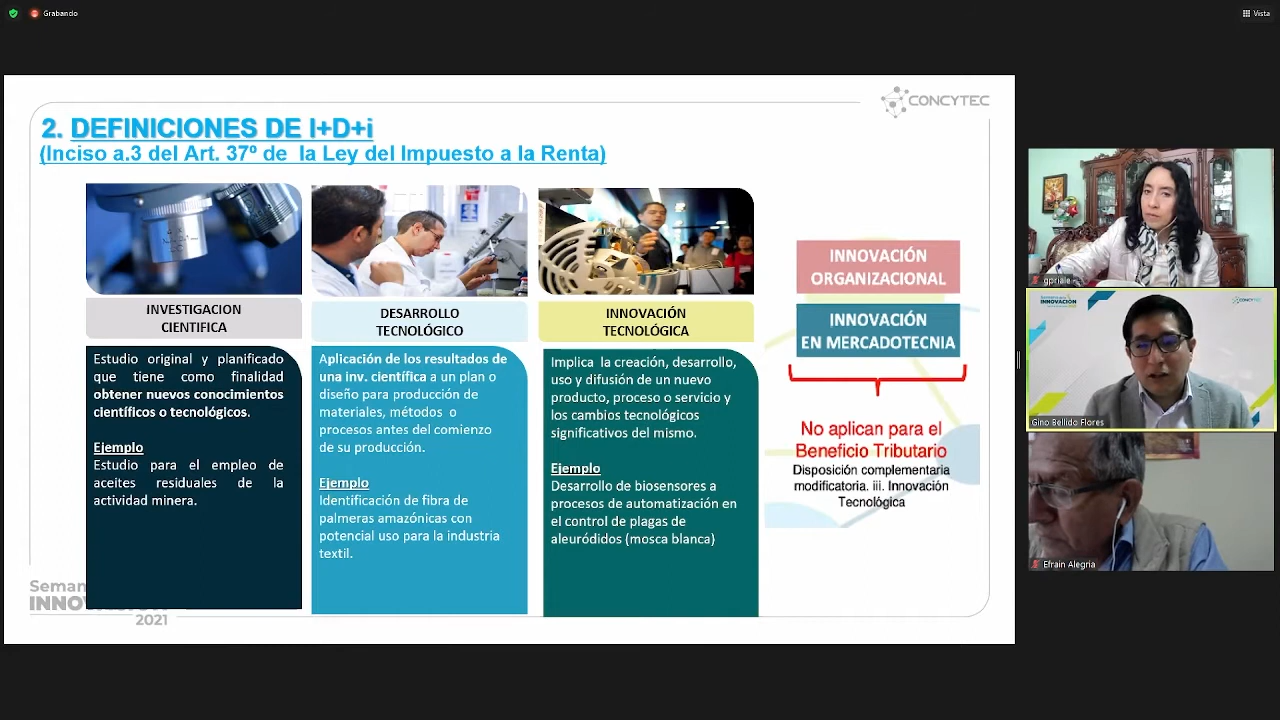 Grabando
Vista
CONCYTEC
2. DEFINICIONES DE I+D+i
(Inciso a.3 del Art. 37º de la Ley del Impuesto a la Renta)
INVESTIGACION
CIENTIFICA
Estudio original y planificado
que tiene como finalidad
obtener nuevos conocimientos
científicos o tecnológicos.
Ejemplo
Estudio para el empleo de
aceites residuales de la
actividad minera.
DESARROLLO
TECNOLÓGICO
Aplicación de los resultados de
una inv. científica a un plan o
diseño para producción de
materiales, métodos o
procesos antes del comienzo
de su producción.
Ejemplo
Identificación de fibra de
palmeras amazónicas con
potencial uso para la industria
textil.
INNOVACIÓN
TECNOLÓGICA
Implica la creación, desarrollo,
uso y difusión de un nuevo
producto, proceso o servicio y
los cambios tecnológicos
significativos del mismo.
Ejemplo
Desarrollo de biosensores a
procesos de automatización en
el control de plagas de
aleuródidos (mosca blanca)
INNOVACIÓN
ORGANIZACIONAL
INNOVACIÓN
EN MERCADOTECNIA
No aplican para el
Beneficio Tributario
Disposición complementaria
modificatoria. iii. Innovación
Tecnológica
2021
gpriale
INNOVACIÓN
CONCYTEC
Gino Bellido Flores
Efrain Alegria